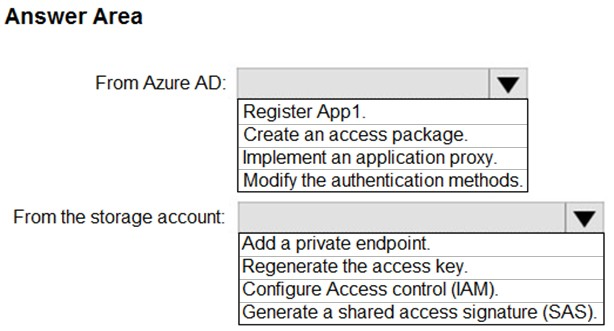 Answer Area
From Azure AD:
Register App1.
Create an access package.
Implement an application proxy.
Modify the authentication methods.
From the storage account:
Add a private endpoint.
Regenerate the access key.
Configure Access control (IAM).
Generate a shared access signature (SAS).